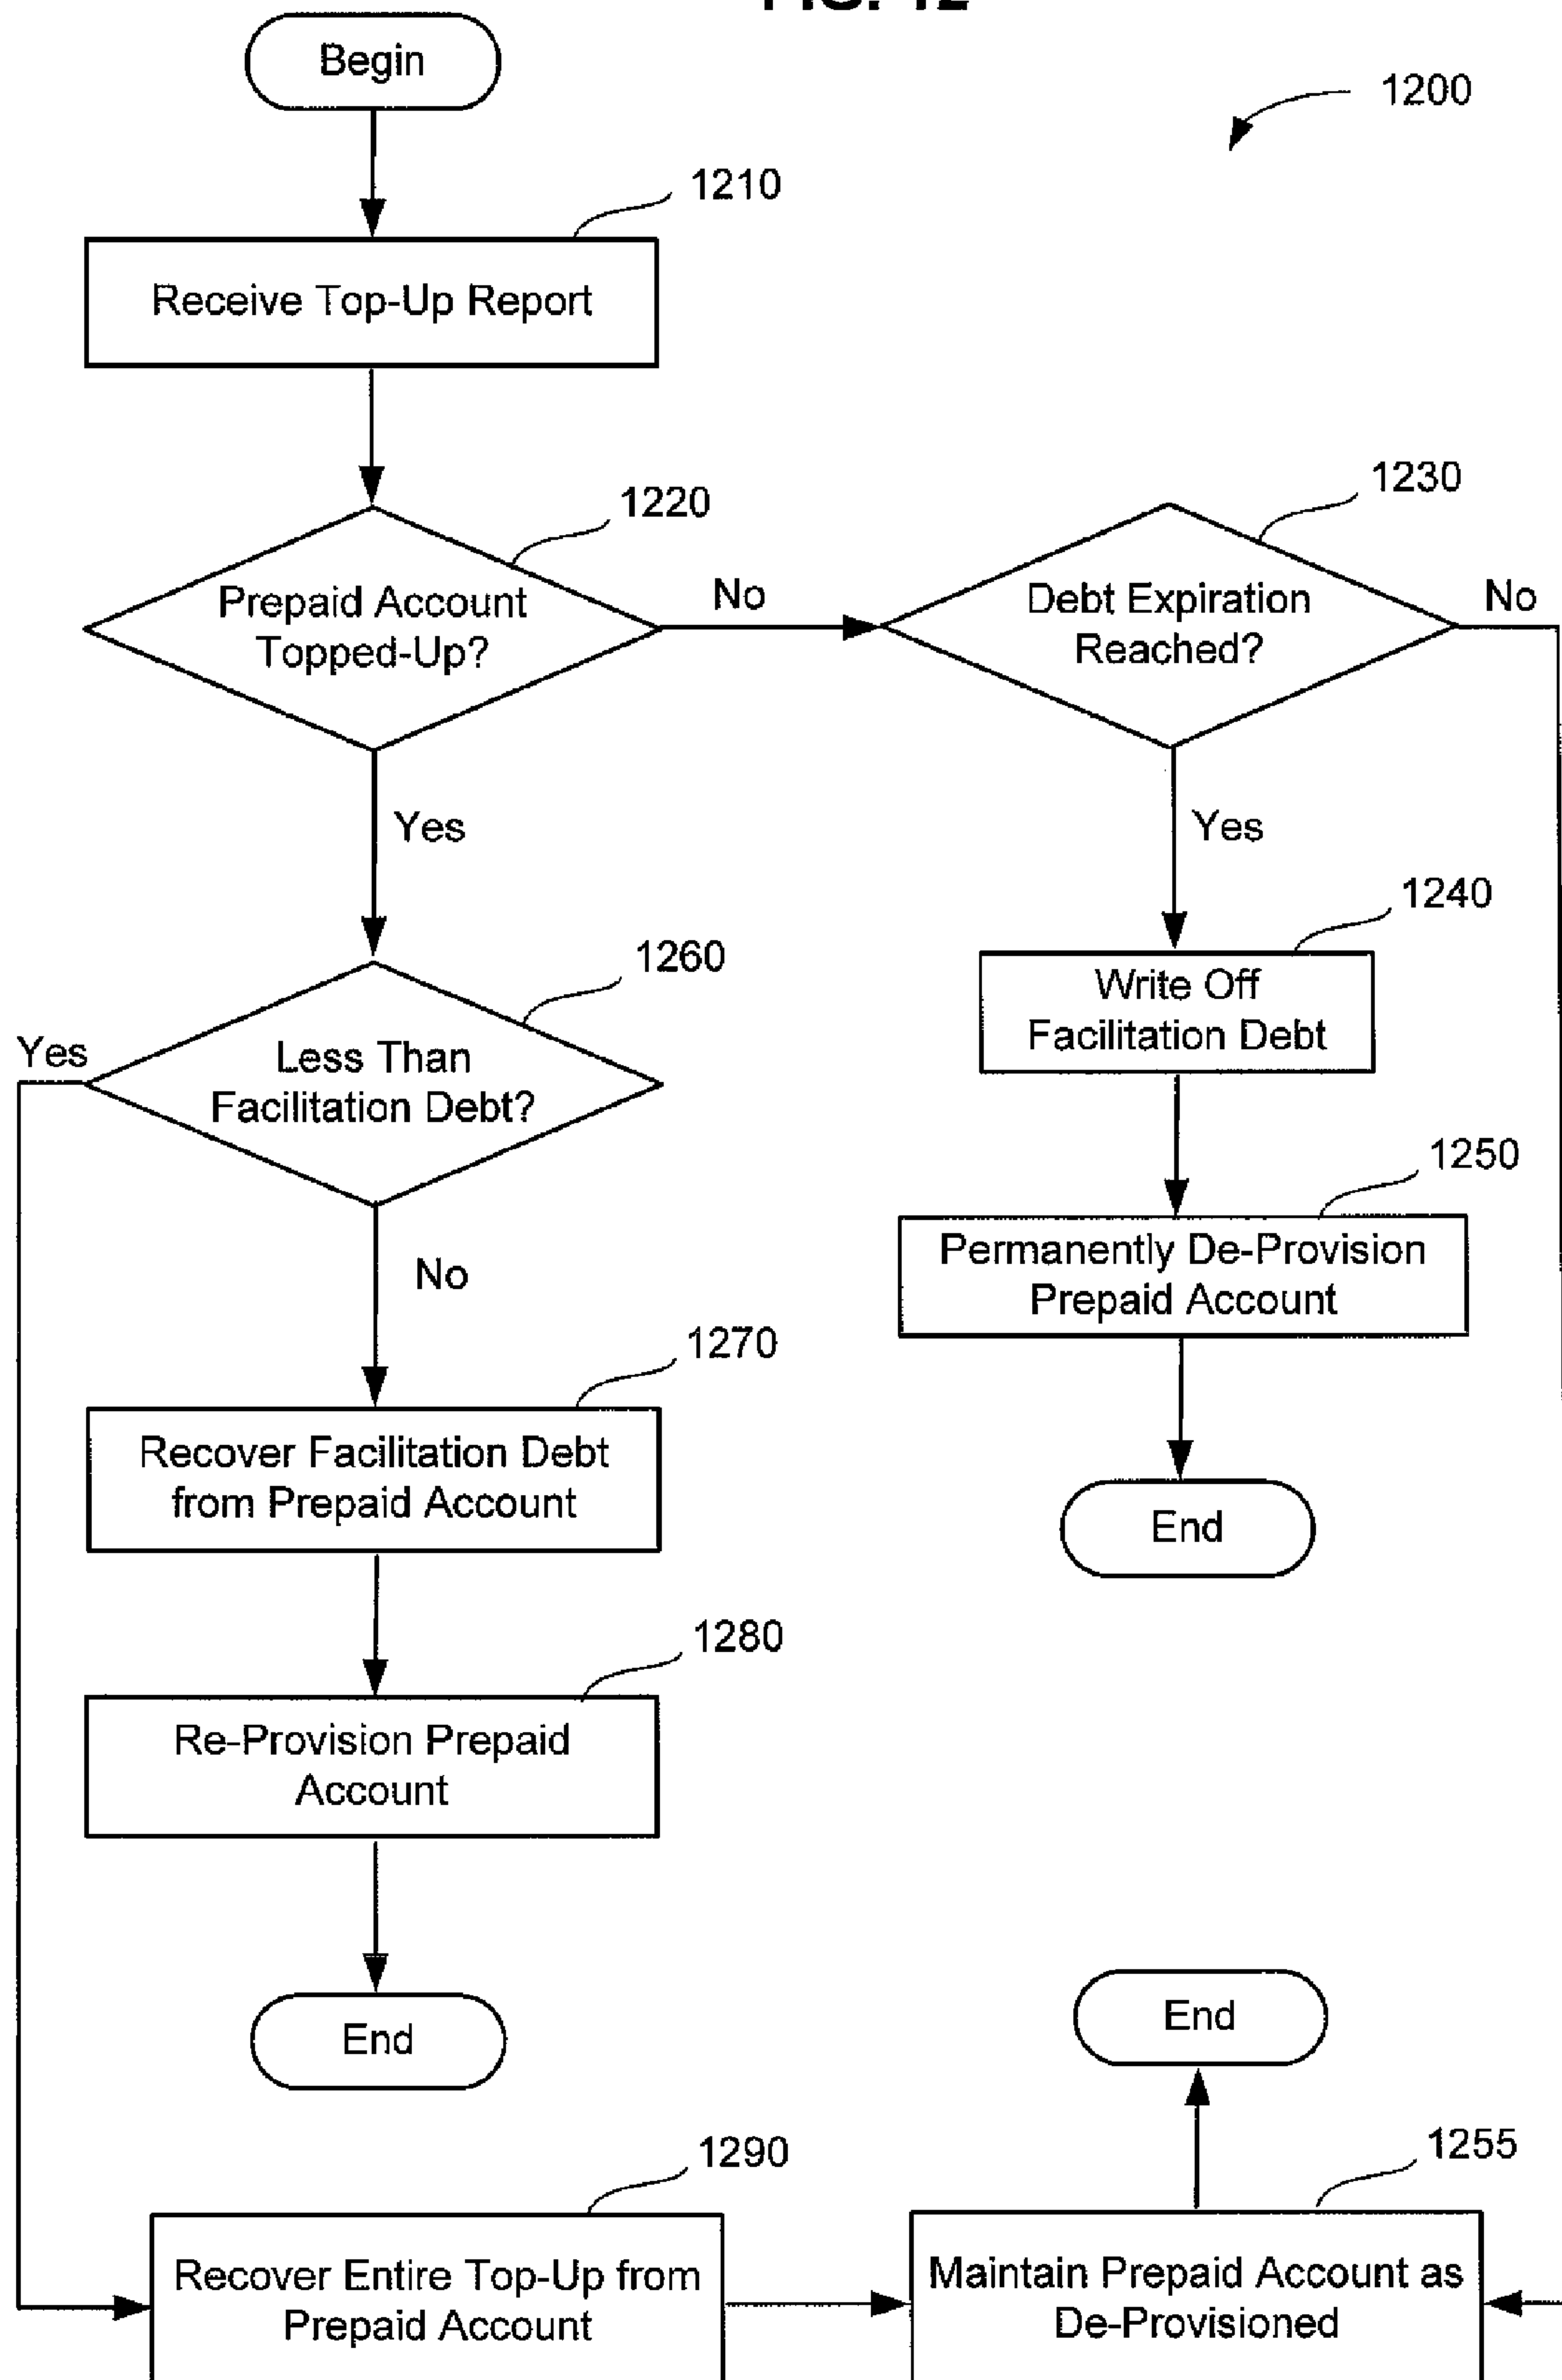 FIG. 12
Begin
1200
1210
Receive Top-Up Report
1220
Prepaid Account
Topped-Up?
No
1230
Debt Expiration
Reached?
No
Yes
Yes
1240
Write Off
Facilitation Debt
1260
Less Than
Facilitation Debt?
Yes
No
1250
Permanently De-Provision
Prepaid Account
End
1270
Recover Facilitation Debt
from Prepaid Account
1280
Re-Provision Prepaid
Account
End
End
1290
Recover Entire Top-Up from
Prepaid Account
1255
Maintain Prepaid Account as
De-Provisioned